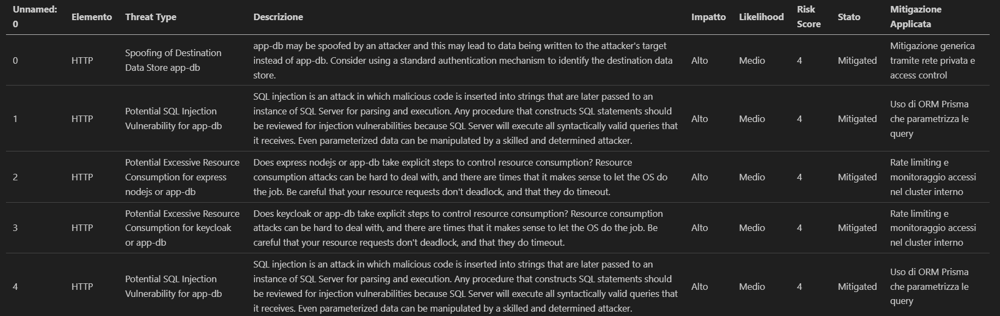 Unnamed: 0 Elemento Threat Type Descrizione Impatto Likelihood Risk Score Stato Mitigazione Applicata
0 HTTP
Spoofing of Destination
Data Store app-db
app-db may be spoofed by an attacker and this may lead to data being written to the attacker's target
instead of app-db. Consider using a standard authentication mechanism to identify the destination data
store.
Alto Medio 4 Mitigated
Mitigazione generica
tramite rete privata e
access control
1 HTTP
Potential SQL Injection
Vulnerability for app-db
SQL injection is an attack in which malicious code is inserted into strings that are later passed to an
instance of SQL Server for parsing and execution. Any procedure that constructs SQL statements should
be reviewed for injection vulnerabilities because SQL Server will execute all syntactically valid queries that
it receives. Even parameterized data can be manipulated by a skilled and determined attacker.
Alto Medio 4 Mitigated
Uso di ORM Prisma
che parametrizza le
query
2 HTTP
Potential Excessive Resource
Consumption for express
nodejs or app-db
Does express nodejs or app-db take explicit steps to control resource consumption? Resource
consumption attacks can be hard to deal with, and there are times that it makes sense to let the OS do
the job. Be careful that your resource requests don't deadlock, and that they do timeout.
Alto Medio 4 Mitigated
Rate limiting e
monitoraggio accessi
nel cluster interno
3 HTTP
Potential Excessive Resource
Consumption for keycloak
or app-db
Does keycloak or app-db take explicit steps to control resource consumption? Resource consumption
attacks can be hard to deal with, and there are times that it makes sense to let the OS do the job. Be
careful that your resource requests don't deadlock, and that they do timeout.
Alto Medio 4 Mitigated
Rate limiting e
monitoraggio accessi
nel cluster interno
4 HTTP
Potential SQL Injection
Vulnerability for app-db
SQL injection is an attack in which malicious code is inserted into strings that are later passed to an
instance of SQL Server for parsing and execution. Any procedure that constructs SQL statements should
be reviewed for injection vulnerabilities because SQL Server will execute all syntactically valid queries that
it receives. Even parameterized data can be manipulated by a skilled and determined attacker.
Alto Medio 4 Mitigated
Uso di ORM Prisma
che parametrizza le
query